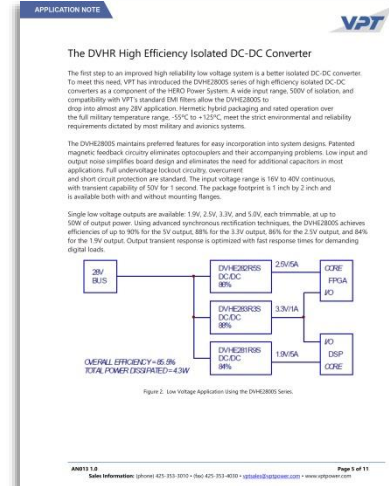 APPLICATION NOTE
VPT
The DVHR High Efficiency Isolated DC-DC Converter
The first step to an improved high reliability low voltage system is a better isolated DC-DC converter.
To meet this need, VPT has introduced the DVHE2800S series of high efficiency isolated DC-DC
converters as a component of the HERO Power System. A wide input range, 500V of isolation, and
compatibility with VPT's standard EMI filters allow the DVHE2800S to
drop into almost any 28V application. Hermetic hybrid packaging and rated operation over
the full military temperature range, -55°C to +125°C, meet the strict environmental and reliability
requirements dictated by most military and avionics systems.
The DVHE2800S maintains preferred features for easy incorporation into system designs. Patented
magnetic feedback circuitry eliminates optocouplers and their accompanying problems. Low input and
output noise simplifies board design and eliminates the need for additional capacitors in most
applications. Full undervoltage lockout circuitry, overcurrent
and short circuit protection are standard. The input voltage range is 16V to 40V continuous,
with transient capability of 50V for 1 second. The package footprint is 1 inch by 2 inch and
is available both with and without mounting flanges.
Single low voltage outputs are available: 1.9V, 2.5V, 3.3V, and 5.0V, each trimmable, at up to
50W of output power. Using advanced synchronous rectification techniques, the DVHE2800S achieves
efficiencies of up to 90% for the 5V output, 88% for the 3.3V output, 86% for the 2.5V output, and 84%
for the 1.9V output. Output transient response is optimized with fast response times for demanding
digital loads.
28V
BUS
DVHE282R5S
DC/DC
86%
2.5V/5A
CORE
FPGA
I/O
DVHE283R3S
DC/DC
88%
3.3V/1A
DVHE281R9S
DC/DC
84%
1.9V/5A
I/O
DSP
CORE
OVERALL EFFICIENCY = 85.5%
TOTAL POWER DISSIPATED = 4.3W
Figure 2: Low Voltage Application Using the DVHE2800S Series.
AN013 1.0
Page 5 of 11
Sales Information: (phone) 425-353-3010 • (fax) 425-353-4030 • vptsales@vptpower.com • www.vptpower.com